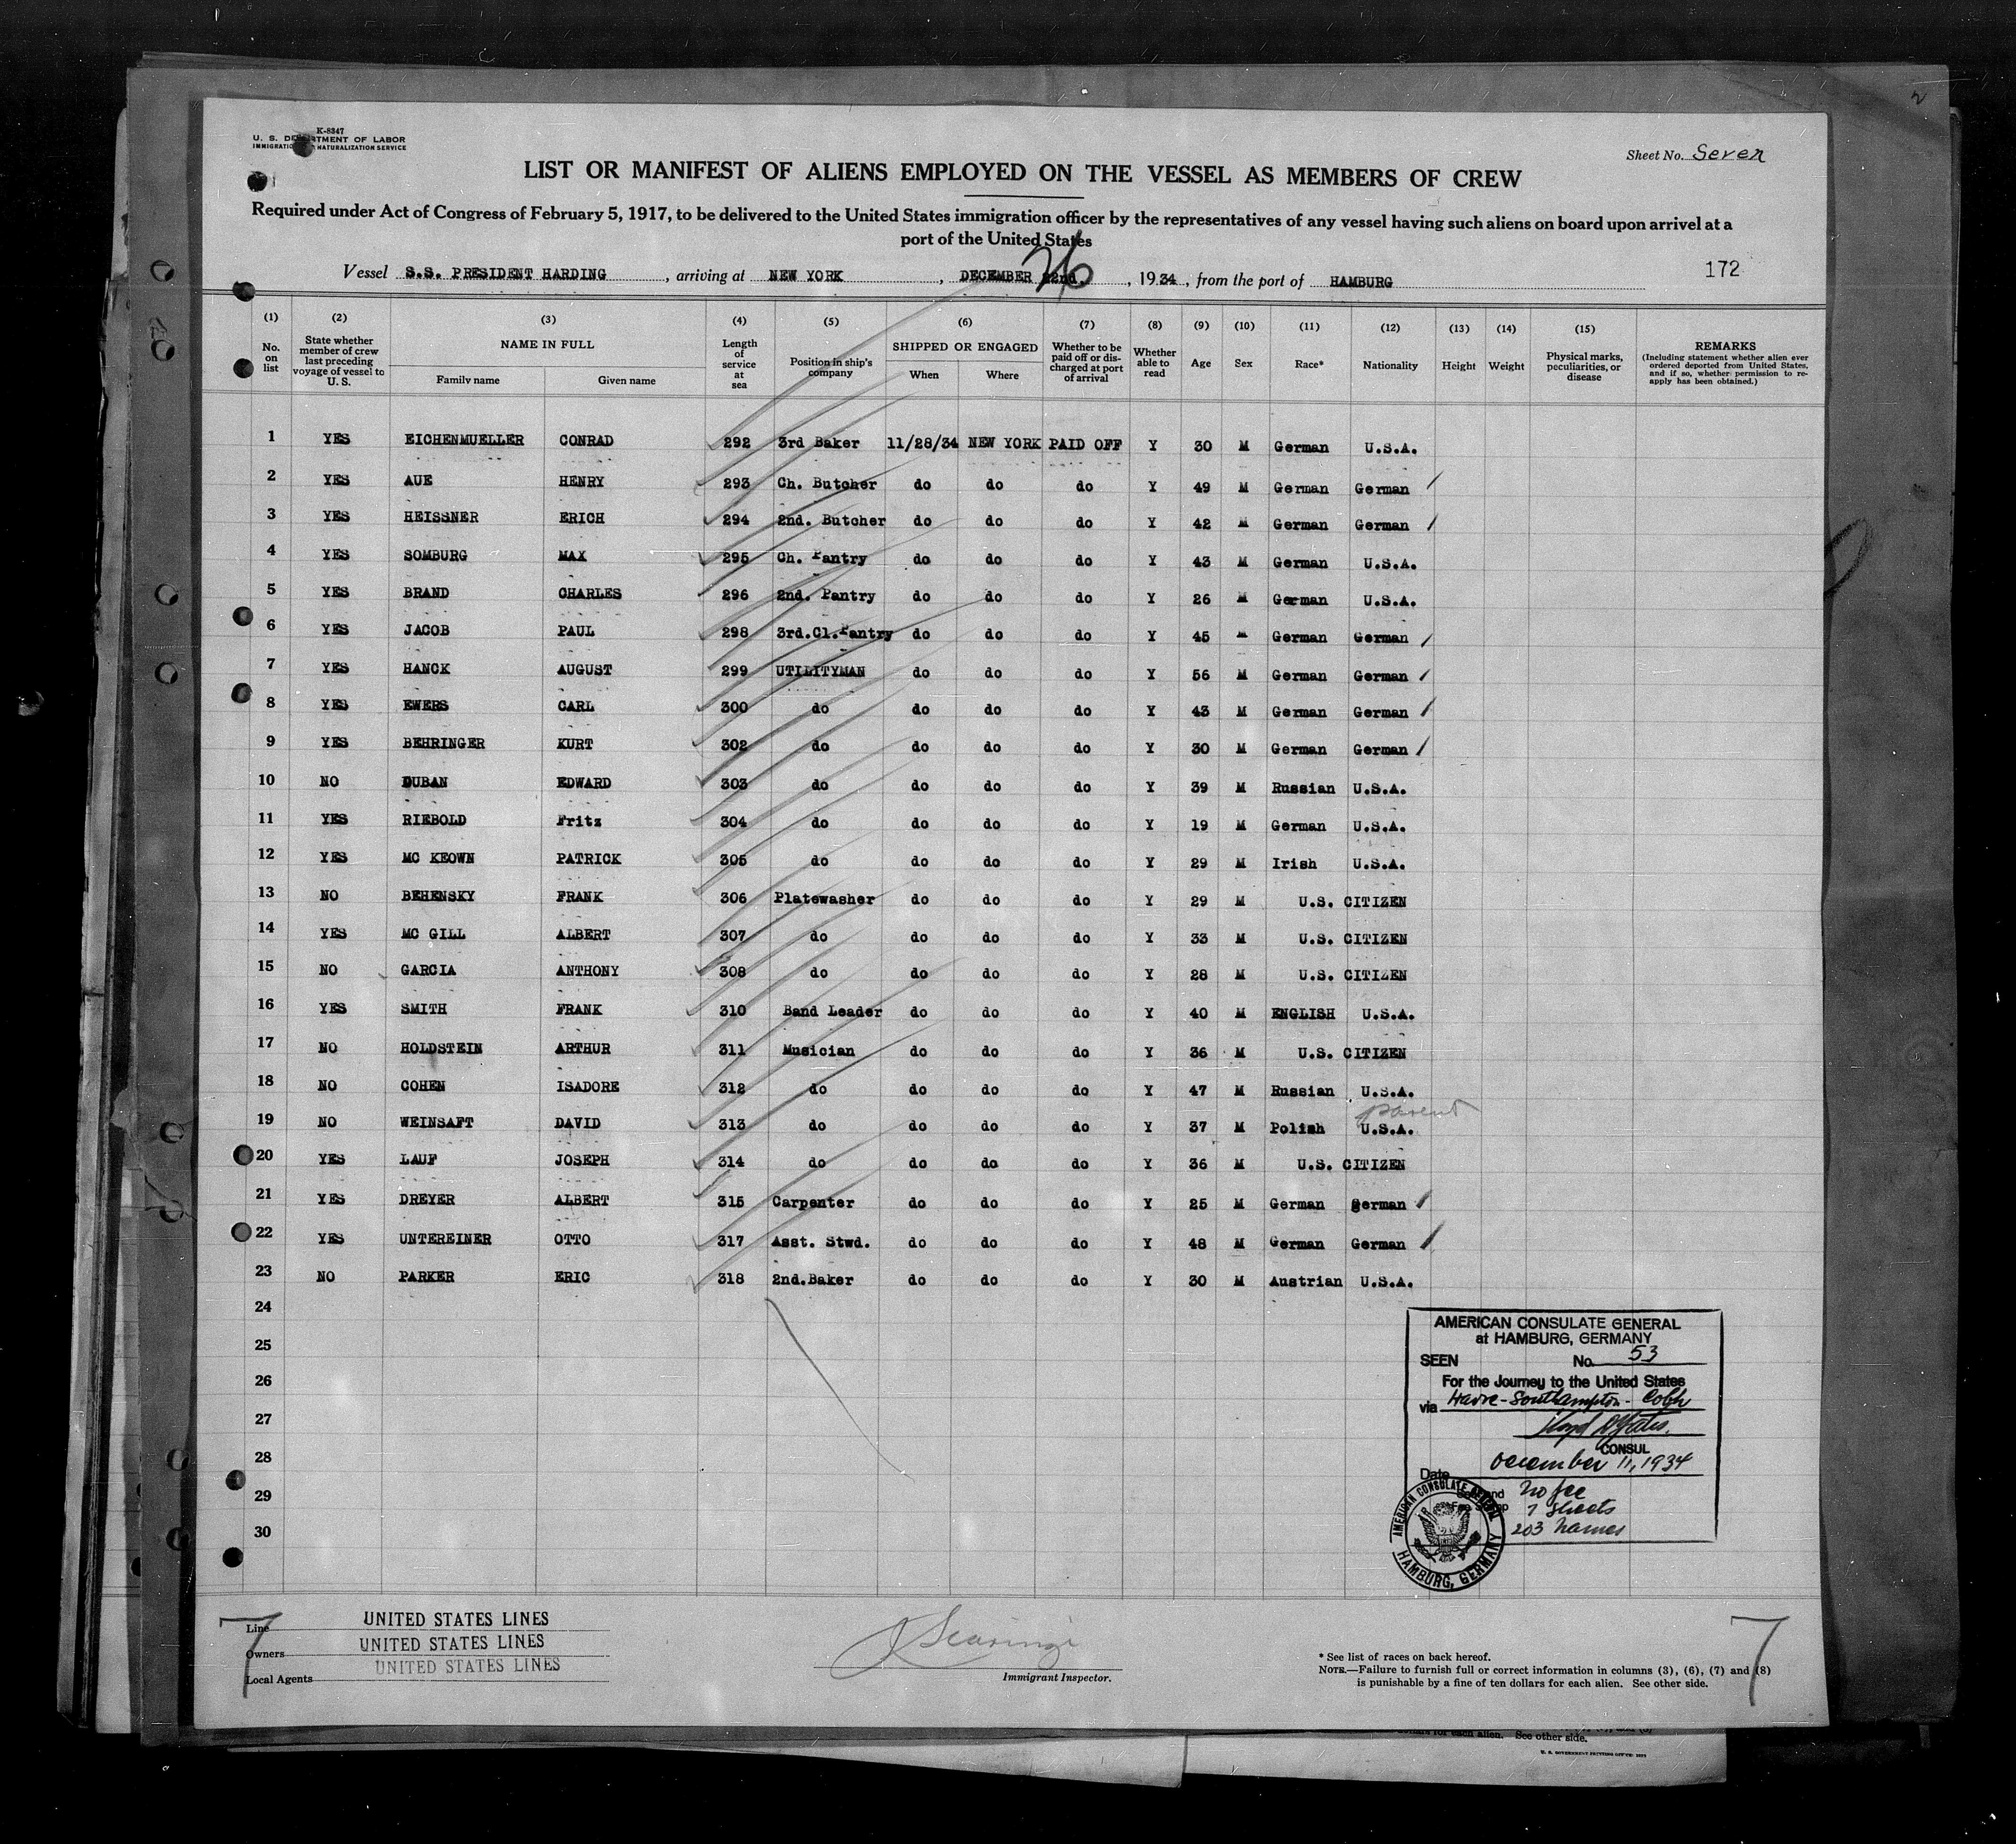 K-8347
U. S. DEPARTMENT OF LABOR
IMMIGRATION NATURALIZATION SERVICE
Sheet No. Seven
LIST OR MANIFEST OF ALIENS EMPLOYED ON THE VESSEL AS MEMBERS OF CREW
Required under Act of Congress of February 5, 1917, to be delivered to the United States immigration officer by the representatives of any vessel having such aliens on board upon arrival at a
port of the United States
Vessel S.S. PRESIDENT HARDING, arriving at NEW YORK, DECEMBER 22nd, 26, 1934, from the port of HAMBURG
172
(1) (2) (3) (4) (5) (6) (7) (8) (9) (10) (11) (12) (13) (14) (15)
No. on list
State whether member of crew last preceding voyage of vessel to U. S.
NAME IN FULL
Family name Given name
Length of service at sea
Position in ship's company
SHIPPED OR ENGAGED
When Where
Whether to be paid off or discharged at port of arrival
Whether able to read
Age Sex Race* Nationality Height Weight
Physical marks, peculiarities, or disease
REMARKS
(Including statement whether alien ever ordered deported from United States, and if so, whether permission to re-apply has been obtained.)
1 YES EICHENMUELLER CONRAD 292 3rd Baker 11/28/34 NEW YORK PAID OFF Y 30 M German U.S.A.
2 YES AUE HENRY 293 Ch. Butcher do do do Y 49 M German German
3 YES HEISSNER ERICH 294 2nd. Butcher do do do Y 42 M German German
4 YES SOMBURG MAX 295 Ch. Pantry do do do Y 43 M German U.S.A.
5 YES BRAND CHARLES 296 2nd. Pantry do do do Y 26 M German U.S.A.
6 YES JACOB PAUL 298 3rd.Cl.Pantry do do do Y 45 M German German
7 YES HANCK AUGUST 299 UTILITYMAN do do do Y 56 M German German
8 YES EWERS CARL 300 do do do do Y 43 M German German
9 YES BEHRINGER KURT 302 do do do do Y 30 M German German
10 NO DUBAN EDWARD 303 do do do do Y 39 M Russian U.S.A.
11 YES RIEBOLD Fritz 304 do do do do Y 19 M German U.S.A.
12 YES MC KEOWN PATRICK 305 do do do do Y 29 M Irish U.S.A.
13 NO BEHENSKY FRANK 306 Platewasher do do do Y 29 M U.S. CITIZEN
14 YES MC GILL ALBERT 307 do do do do Y 33 M U.S. CITIZEN
15 NO GARCIA ANTHONY 308 do do do do Y 28 M U.S. CITIZEN
16 YES SMITH FRANK 310 Band Leader do do do Y 40 M ENGLISH U.S.A.
17 NO HOLDSTEIN ARTHUR 311 Musician do do do Y 36 M U.S. CITIZEN
18 NO COHEN ISADORE 312 do do do do Y 47 M Russian U.S.A.
parent
19 NO WEINSAFT DAVID 313 do do do do Y 37 M Polish U.S.A.
20 YES LAUF JOSEPH 314 do do do do Y 36 M U.S. CITIZEN
21 YES DREYER ALBERT 315 Carpenter do do do Y 25 M German german
22 YES UNTEREINER OTTO 317 Asst. Stwd. do do do Y 48 M German German
23 NO PARKER ERIC 318 2nd.Baker do do do Y 30 M Austrian U.S.A.
24
25
26
27
28
29
30
AMERICAN CONSULATE GENERAL
at HAMBURG, GERMANY
SEEN No. 53
For the Journey to the United States
via Havre-Southampton-Cobh
CONSUL
Date December 11, 1934
No fee
7 sheets
203 names
AMERICAN CONSULATE GENERAL
HAMBURG, GERMANY
7
Line UNITED STATES LINES
Owners UNITED STATES LINES
Local Agents UNITED STATES LINES
Immigrant Inspector.
* See list of races on back hereof.
NOTE.—Failure to furnish full or correct information in columns (3), (6), (7) and (8)
is punishable by a fine of ten dollars for each alien. See other side.
7
for each alien. See other side.